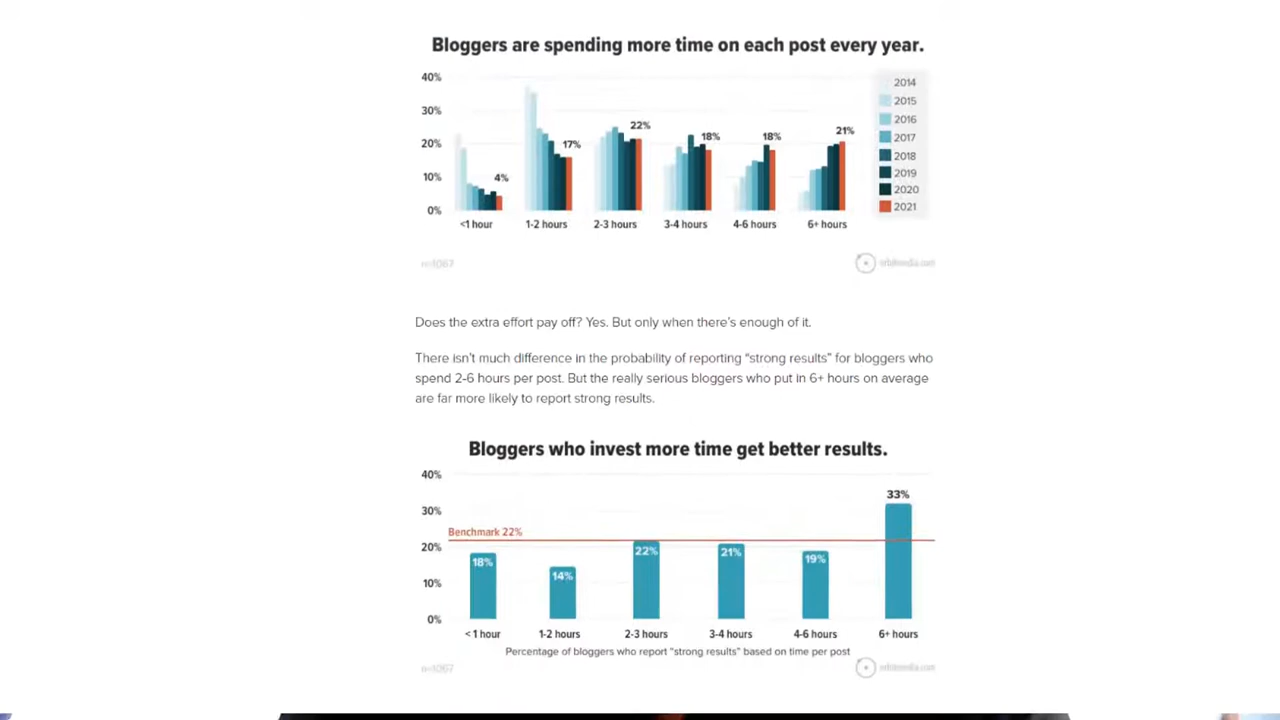 Bloggers are spending more time on each post every year.
40%
30%
20%
10%
0%
4%
17%
22%
18%
18%
21%
<1 hour
1-2 hours
2-3 hours
3-4 hours
4-6 hours
6+ hours
2014
2015
2016
2017
2018
2019
2020
2021
n=1067
orbitmedia.com
Does the extra effort pay off? Yes. But only when there's enough of it.
There isn't much difference in the probability of reporting "strong results" for bloggers who
spend 2-6 hours per post. But the really serious bloggers who put in 6+ hours on average
are far more likely to report strong results.
Bloggers who invest more time get better results.
40%
30%
20%
10%
0%
Benchmark 22%
18%
14%
22%
21%
19%
33%
< 1 hour
1-2 hours
2-3 hours
3-4 hours
4-6 hours
6+ hours
Percentage of bloggers who report "strong results" based on time per post
n=1067
orbitmedia.com